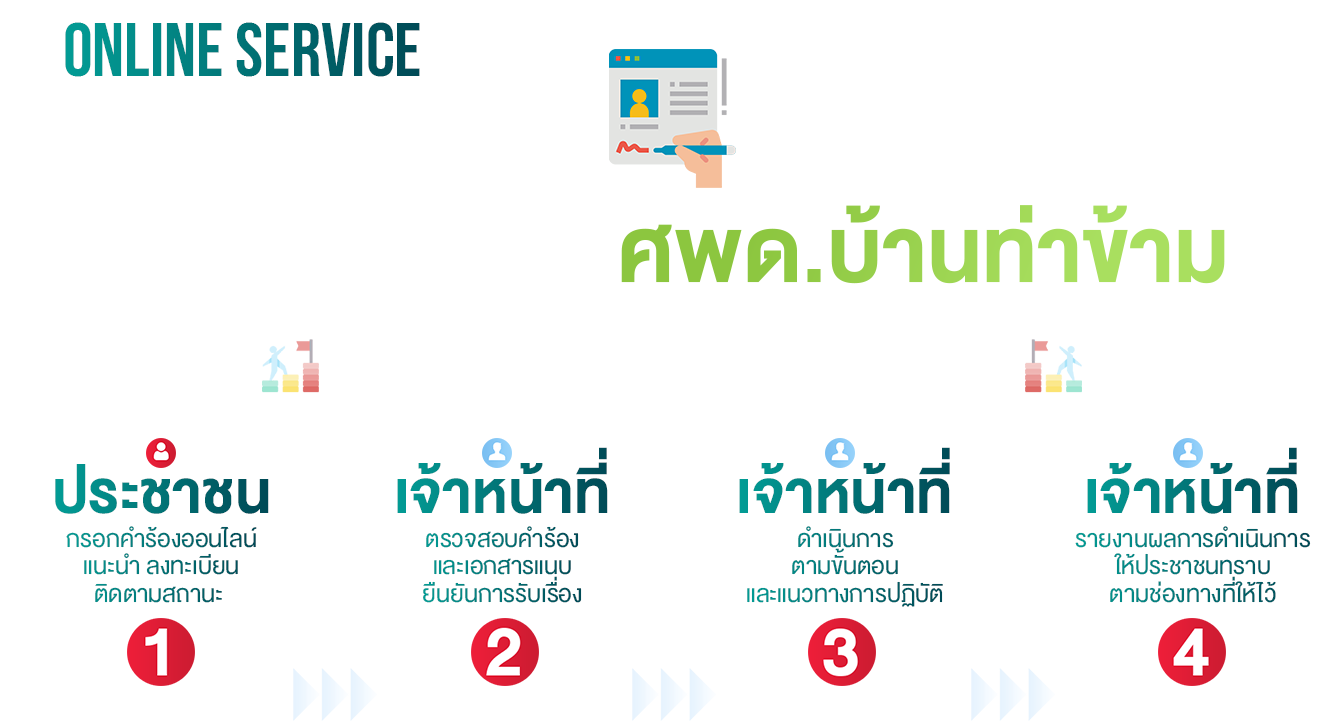 ONLINE SERVICE
ศพด.บ้านท่าข้าม
ประชาชน
กรอกคำร้องออนไลน์
แนะนำ ลงทะเบียน
ติดตามสถานะ
1
เจ้าหน้าที่
ตรวจสอบคำร้อง
และเอกสารแนบ
ยืนยันการรับเรื่อง
2
เจ้าหน้าที่
ดำเนินการ
ตามขั้นตอน
และแนวทางการปฏิบัติ
3
เจ้าหน้าที่
รายงานผลการดำเนินการ
ให้ประชาชนทราบ
ตามช่องทางที่ให้ไว้
4